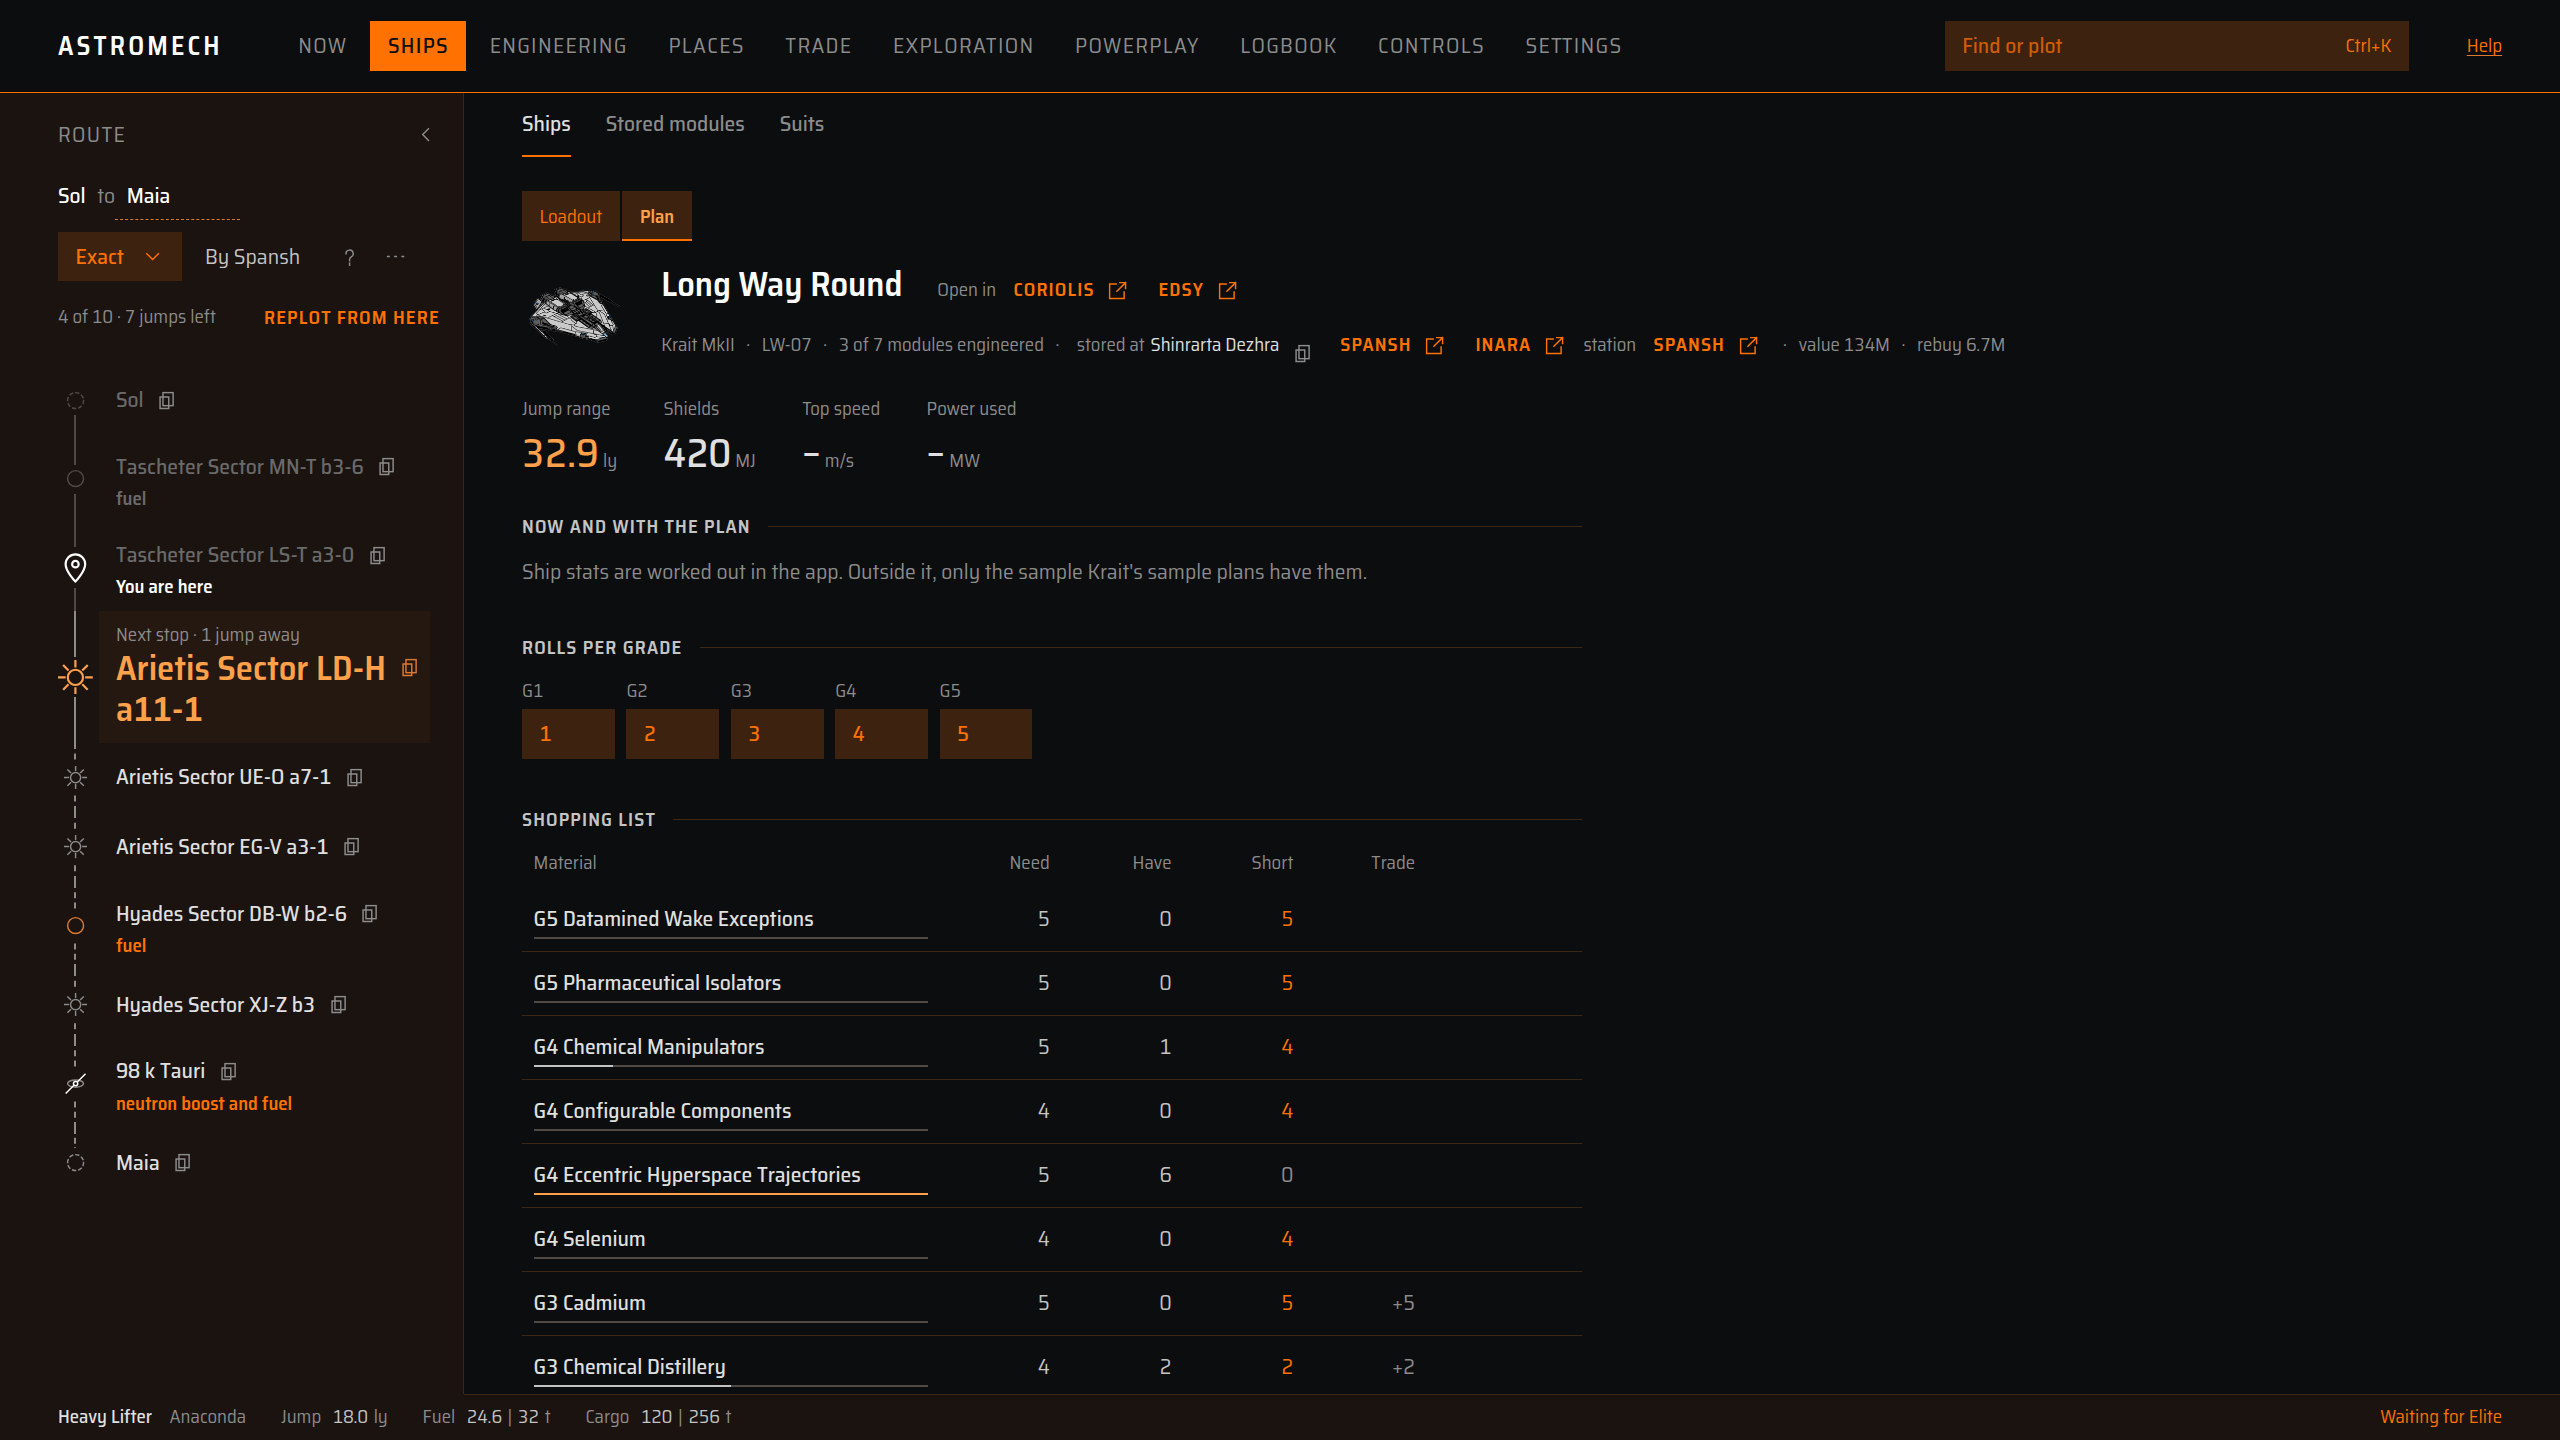 ASTROMECH NOW SHIPS ENGINEERING PLACES TRADE EXPLORATION POWERPLAY LOGBOOK CONTROLS SETTINGS Find or plot Ctrl+K Help
ROUTE
Sol to Maia
Exact By Spansh ? ...
4 of 10 · 7 jumps left REPLOT FROM HERE
Sol
Tascheter Sector MN-T b3-6
fuel
Tascheter Sector LS-T a3-0
You are here
Next stop · 1 jump away
Arietis Sector LD-H
a11-1
Arietis Sector UE-O a7-1
Arietis Sector EG-V a3-1
Hyades Sector DB-W b2-6
fuel
Hyades Sector XJ-Z b3
98 k Tauri
neutron boost and fuel
Maia
Ships Stored modules Suits
Loadout Plan
Long Way Round Open in CORIOLIS EDSY
Krait MkII · LW-07 · 3 of 7 modules engineered · stored at Shinrarta Dezhra SPANSH INARA station SPANSH · value 134M · rebuy 6.7M
Jump range Shields Top speed Power used
32.9 ly 420 MJ – m/s – MW
NOW AND WITH THE PLAN
Ship stats are worked out in the app. Outside it, only the sample Krait's sample plans have them.
ROLLS PER GRADE
G1 G2 G3 G4 G5
1 2 3 4 5
SHOPPING LIST
Material Need Have Short Trade
G5 Datamined Wake Exceptions 5 0 5
G5 Pharmaceutical Isolators 5 0 5
G4 Chemical Manipulators 5 1 4
G4 Configurable Components 4 0 4
G4 Eccentric Hyperspace Trajectories 5 6 0
G4 Selenium 4 0 4
G3 Cadmium 5 0 5 +5
G3 Chemical Distillery 4 2 2 +2
Heavy Lifter Anaconda Jump 18.0 ly Fuel 24.6 | 32 t Cargo 120 | 256 t Waiting for Elite